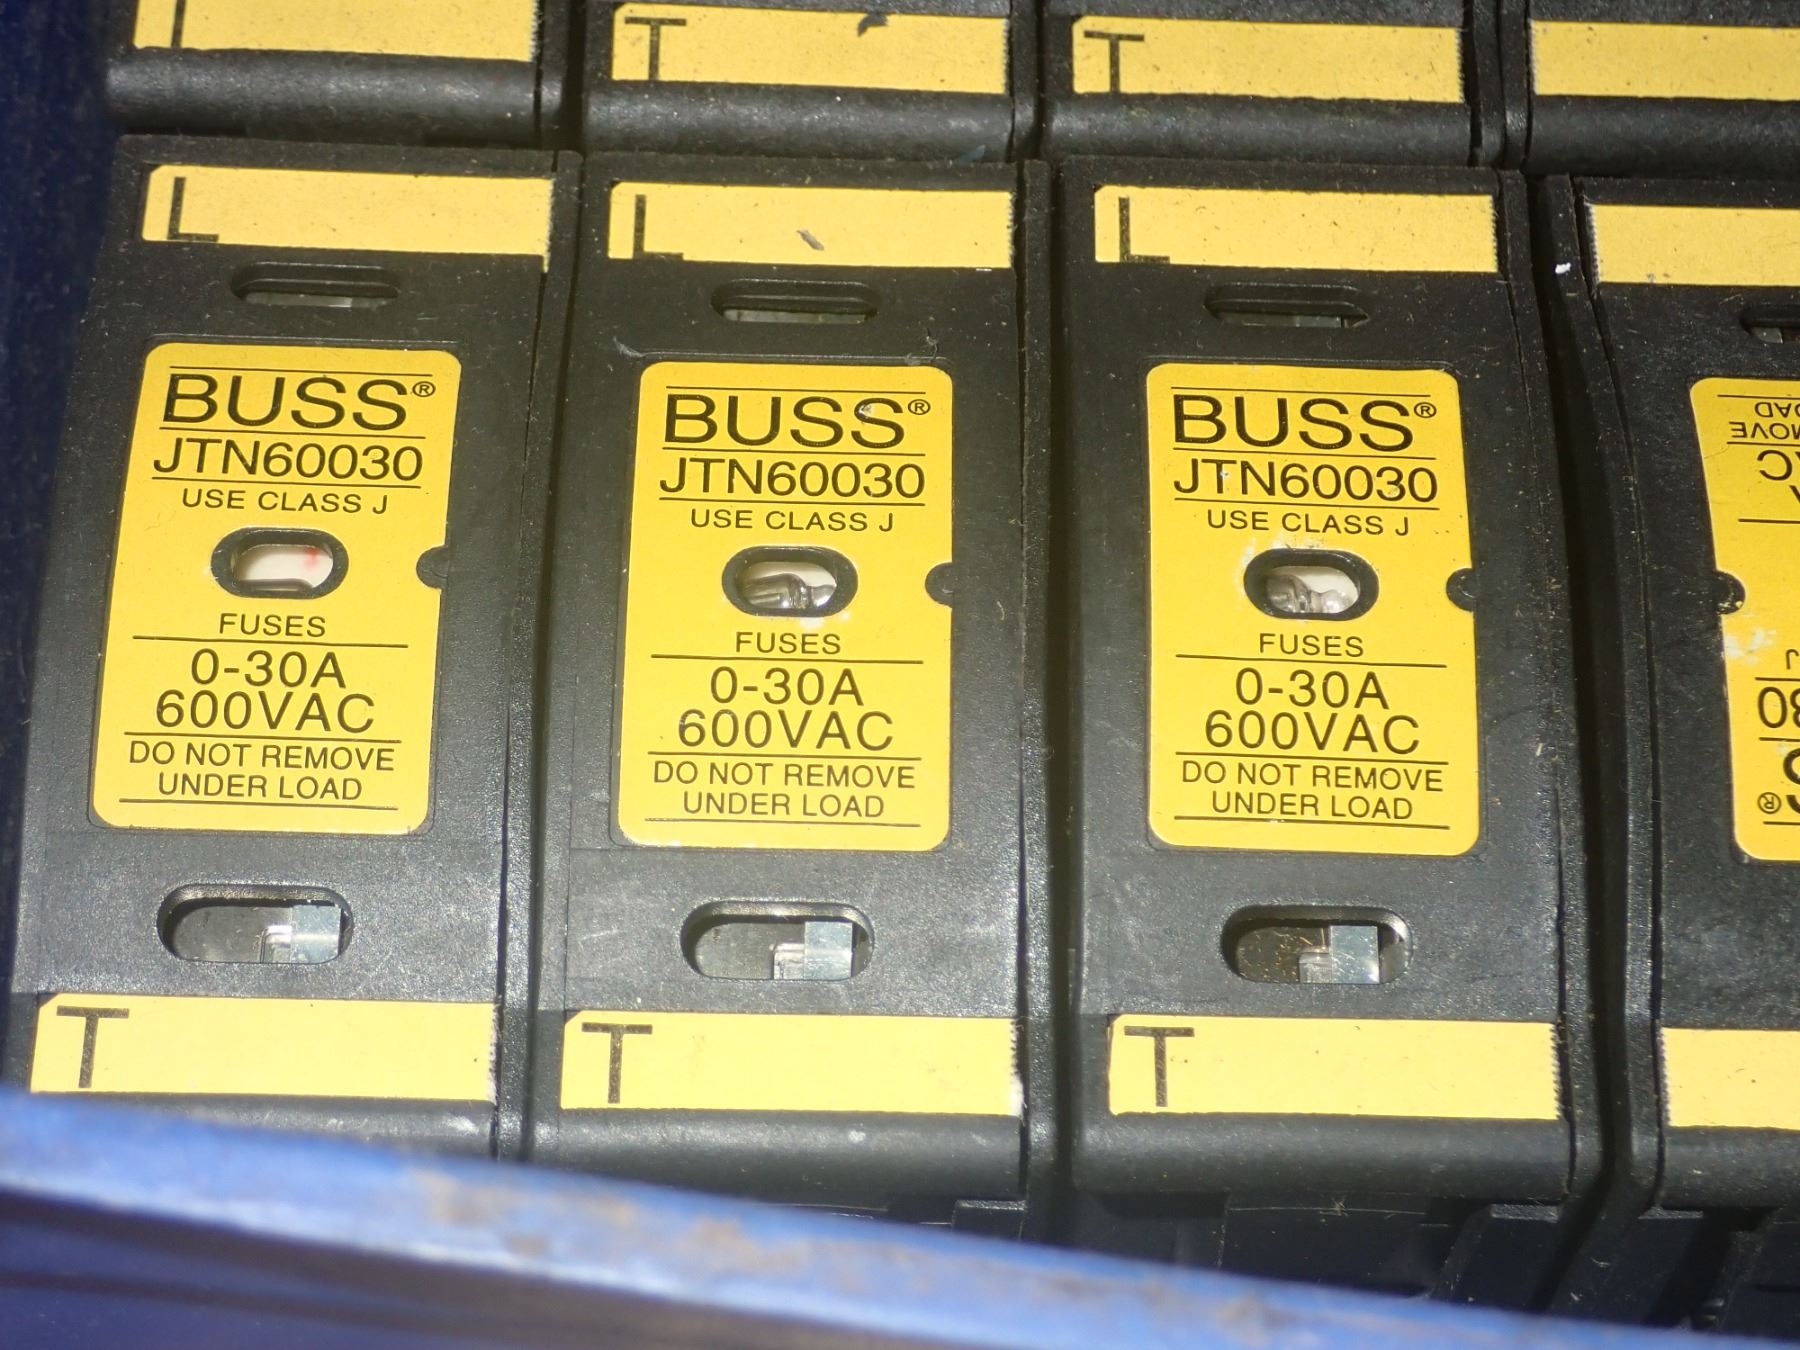 T
T
L
BUSS®
JTN60030
USE CLASS J
FUSES
0-30A
600VAC
DO NOT REMOVE
UNDER LOAD
T
L
BUSS®
JTN60030
USE CLASS J
FUSES
0-30A
600VAC
DO NOT REMOVE
UNDER LOAD
T
L
BUSS®
JTN60030
USE CLASS J
FUSES
0-30A
600VAC
DO NOT REMOVE
UNDER LOAD
T